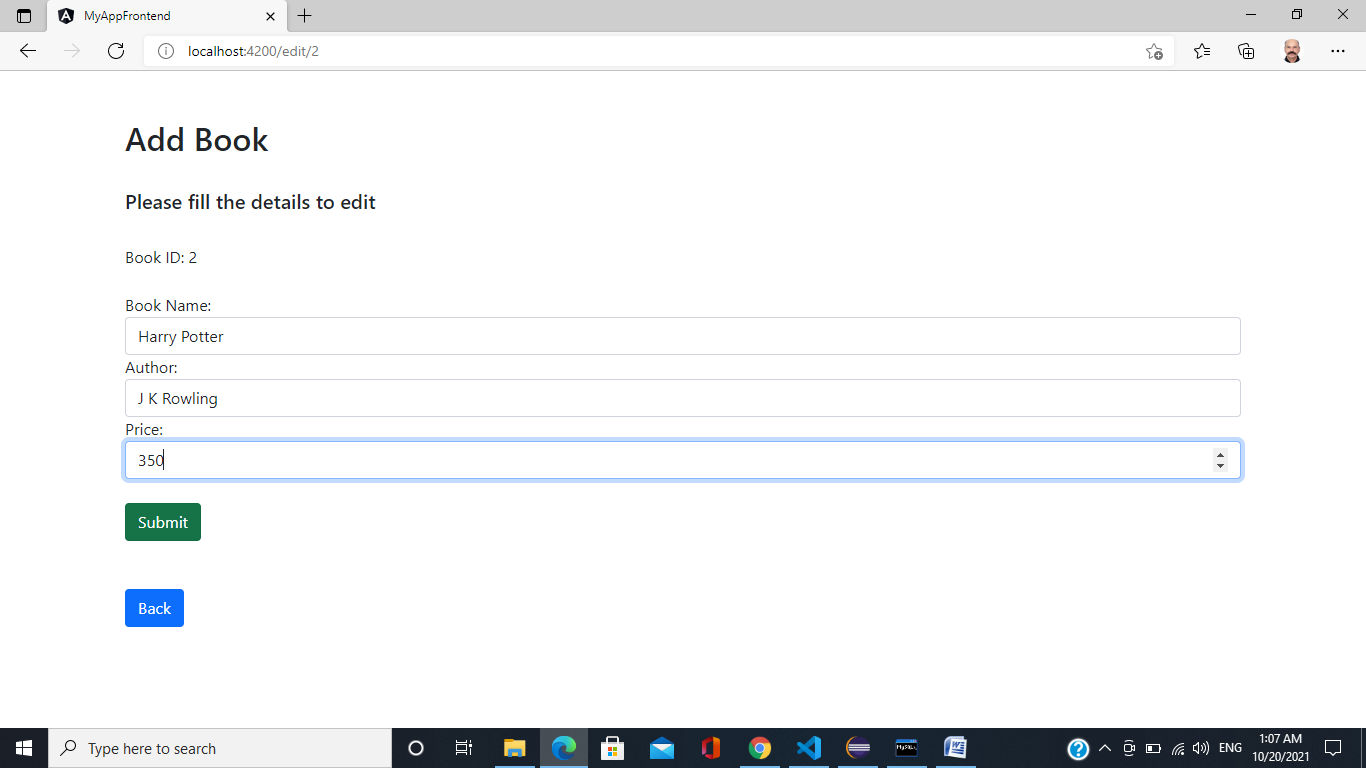 MyAppFrontend
localhost:4200/edit/2
Add Book
Please fill the details to edit
Book ID: 2
Book Name:
Harry Potter
Author:
J K Rowling
Price:
350
Submit
Back
Type here to search
MySQL
W
ENG
1:07 AM
10/20/2021